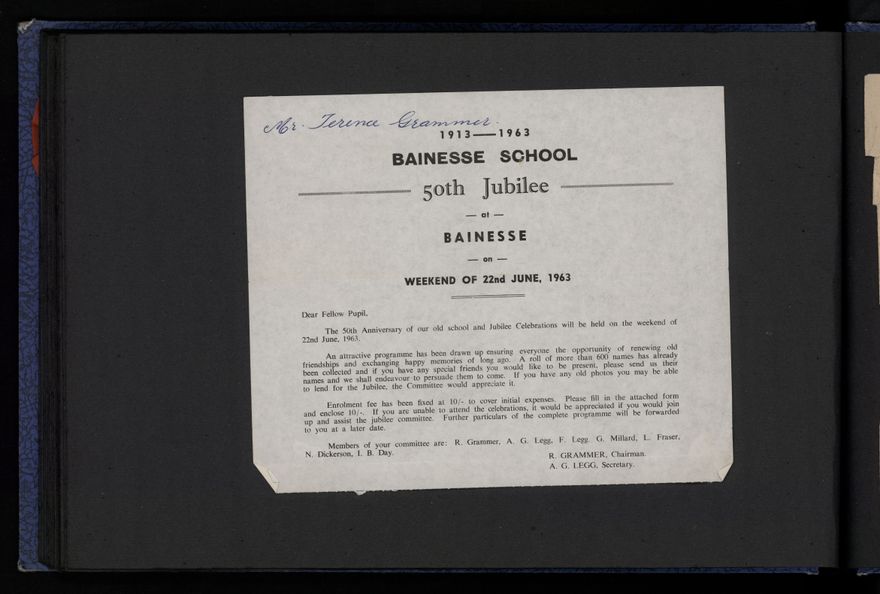 Mr. Terence Grammer.
1913——1963
BAINESSE SCHOOL
50th Jubilee
— at —
BAINESSE
— on —
WEEKEND OF 22nd JUNE, 1963
Dear Fellow Pupil,
The 50th Anniversary of our old school and Jubilee Celebrations will be held on the weekend of
22nd June, 1963.
An attractive programme has been drawn up ensuring everyone the opportunity of renewing old
friendships and exchanging happy memories of long ago. A roll of more than 600 names has already
been collected and if you have any special friends you would like to be present, please send us their
names and we shall endeavour to persuade them to come. If you have any old photos you may be able
to lend for the Jubilee, the Committee would appreciate it.
Enrolment fee has been fixed at 10/- to cover initial expenses. Please fill in the attached form
and enclose 10/-. If you are unable to attend the celebrations, it would be appreciated if you would join
up and assist the jubilee committee. Further particulars of the complete programme will be forwarded
to you at a later date.
Members of your committee are: R. Grammer, A. G. Legg, F. Legg. G. Millard, L. Fraser,
N. Dickerson, I. B. Day.
R. GRAMMER, Chairman.
A. G. LEGG, Secretary.